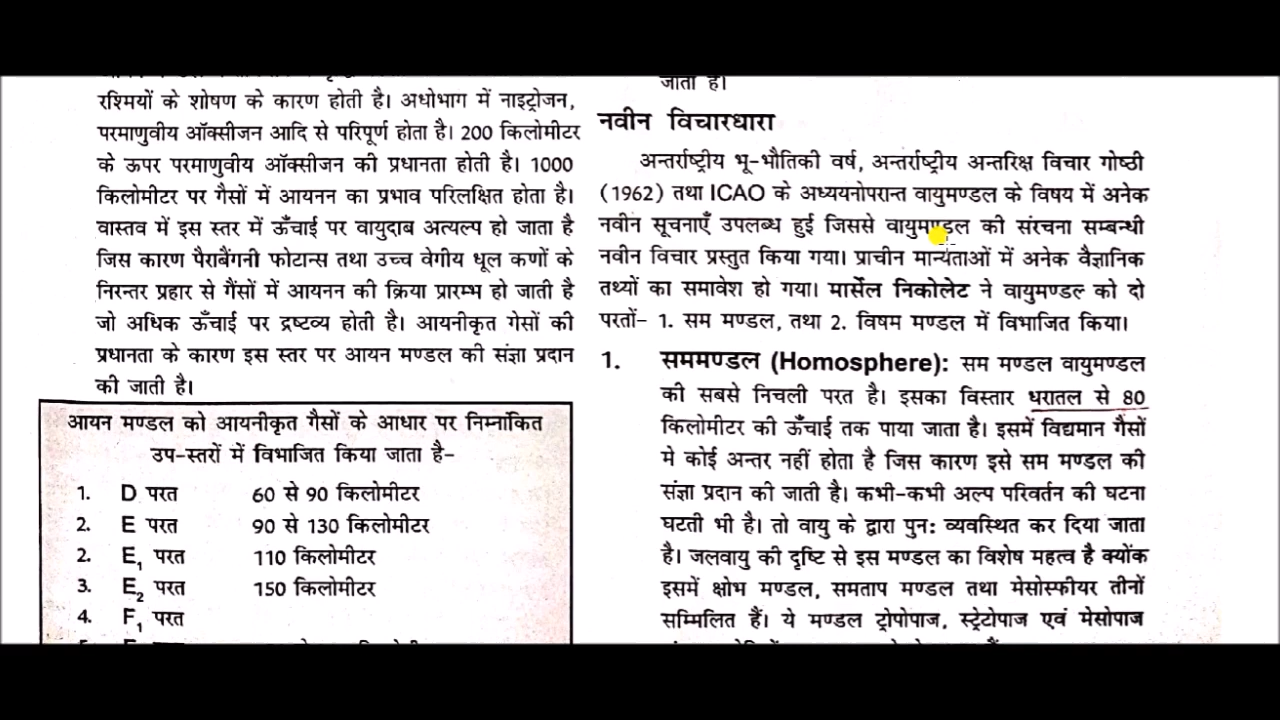 रश्मियों के शोषण के कारण होती है। अधोभाग में नाइट्रोजन,
परमाणुवीय ऑक्सीजन आदि से परिपूर्ण होता है। 200 किलोमीटर
के ऊपर परमाणुवीय ऑक्सीजन की प्रधानता होती है। 1000
किलोमीटर पर गैसों में आयनन का प्रभाव परिलक्षित होता है।
वास्तव में इस स्तर में ऊँचाई पर वायुदाब अत्यल्प हो जाता है
जिस कारण पैराबैंगनी फोटान्स तथा उच्च वेगीय धूल कणों के
निरन्तर प्रहार से गैंसों में आयनन की क्रिया प्रारम्भ हो जाती है
जो अधिक ऊँचाई पर द्रष्टव्य होती है। आयनीकृत गेसों की
प्रधानता के कारण इस स्तर पर आयन मण्डल की संज्ञा प्रदान
की जाती है।
आयन मण्डल को आयनीकृत गैसों के आधार पर निम्नांकित
उप-स्तरों में विभाजित किया जाता है-
1. D परत 60 से 90 किलोमीटर
2. E परत 90 से 130 किलोमीटर
2. E₁ परत 110 किलोमीटर
3. E₂ परत 150 किलोमीटर
4. F₁ परत
जाता है।
नवीन विचारधारा
अन्तर्राष्ट्रीय भू-भौतिकी वर्ष, अन्तर्राष्ट्रीय अन्तरिक्ष विचार गोष्ठी
(1962) तथा ICAO के अध्ययनोपरान्त वायुमण्डल के विषय में अनेक
नवीन सूचनाएँ उपलब्ध हुई जिससे वायुमण्डल की संरचना सम्बन्धी
नवीन विचार प्रस्तुत किया गया। प्राचीन मान्यताओं में अनेक वैज्ञानिक
तथ्यों का समावेश हो गया। मार्सेल निकोलेट ने वायुमण्डल को दो
परतों- 1. सम मण्डल, तथा 2. विषम मण्डल में विभाजित किया।
1. सममण्डल (Homosphere): सम मण्डल वायुमण्डल
की सबसे निचली परत है। इसका विस्तार धरातल से 80
किलोमीटर की ऊँचाई तक पाया जाता है। इसमें विद्यमान गैसों
मे कोई अन्तर नहीं होता है जिस कारण इसे सम मण्डल की
संज्ञा प्रदान की जाती है। कभी-कभी अल्प परिवर्तन की घटना
घटती भी है। तो वायु के द्वारा पुन: व्यवस्थित कर दिया जाता
है। जलवायु की दृष्टि से इस मण्डल का विशेष महत्व है क्योंक
इसमें क्षोभ मण्डल, समताप मण्डल तथा मेसोस्फीयर तीनों
सम्मिलित हैं। ये मण्डल ट्रोपोपाज, स्ट्रेटोपाज एवं मेसोपाज